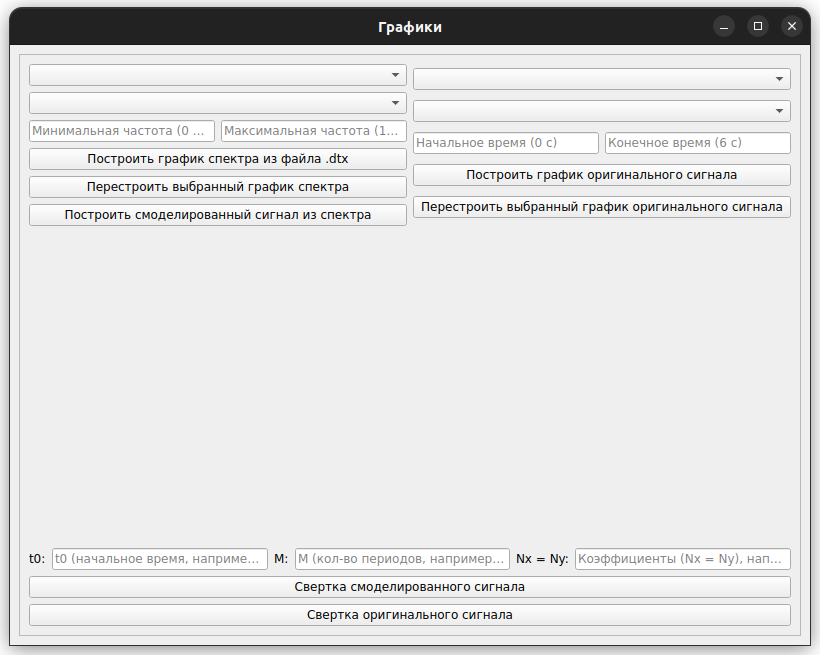 Графики
Минимальная частота (0 ...
Максимальная частота (1...
Построить график спектра из файла .dtx
Перестроить выбранный график спектра
Построить смоделированный сигнал из спектра
Начальное время (0 с)
Конечное время (6 с)
Построить график оригинального сигнала
Перестроить выбранный график оригинального сигнала
t0: t0 (начальное время, наприме... M: M (кол-во периодов, например... Nx = Ny: Коэффициенты (Nx = Ny), нап...
Свертка смоделированного сигнала
Свертка оригинального сигнала